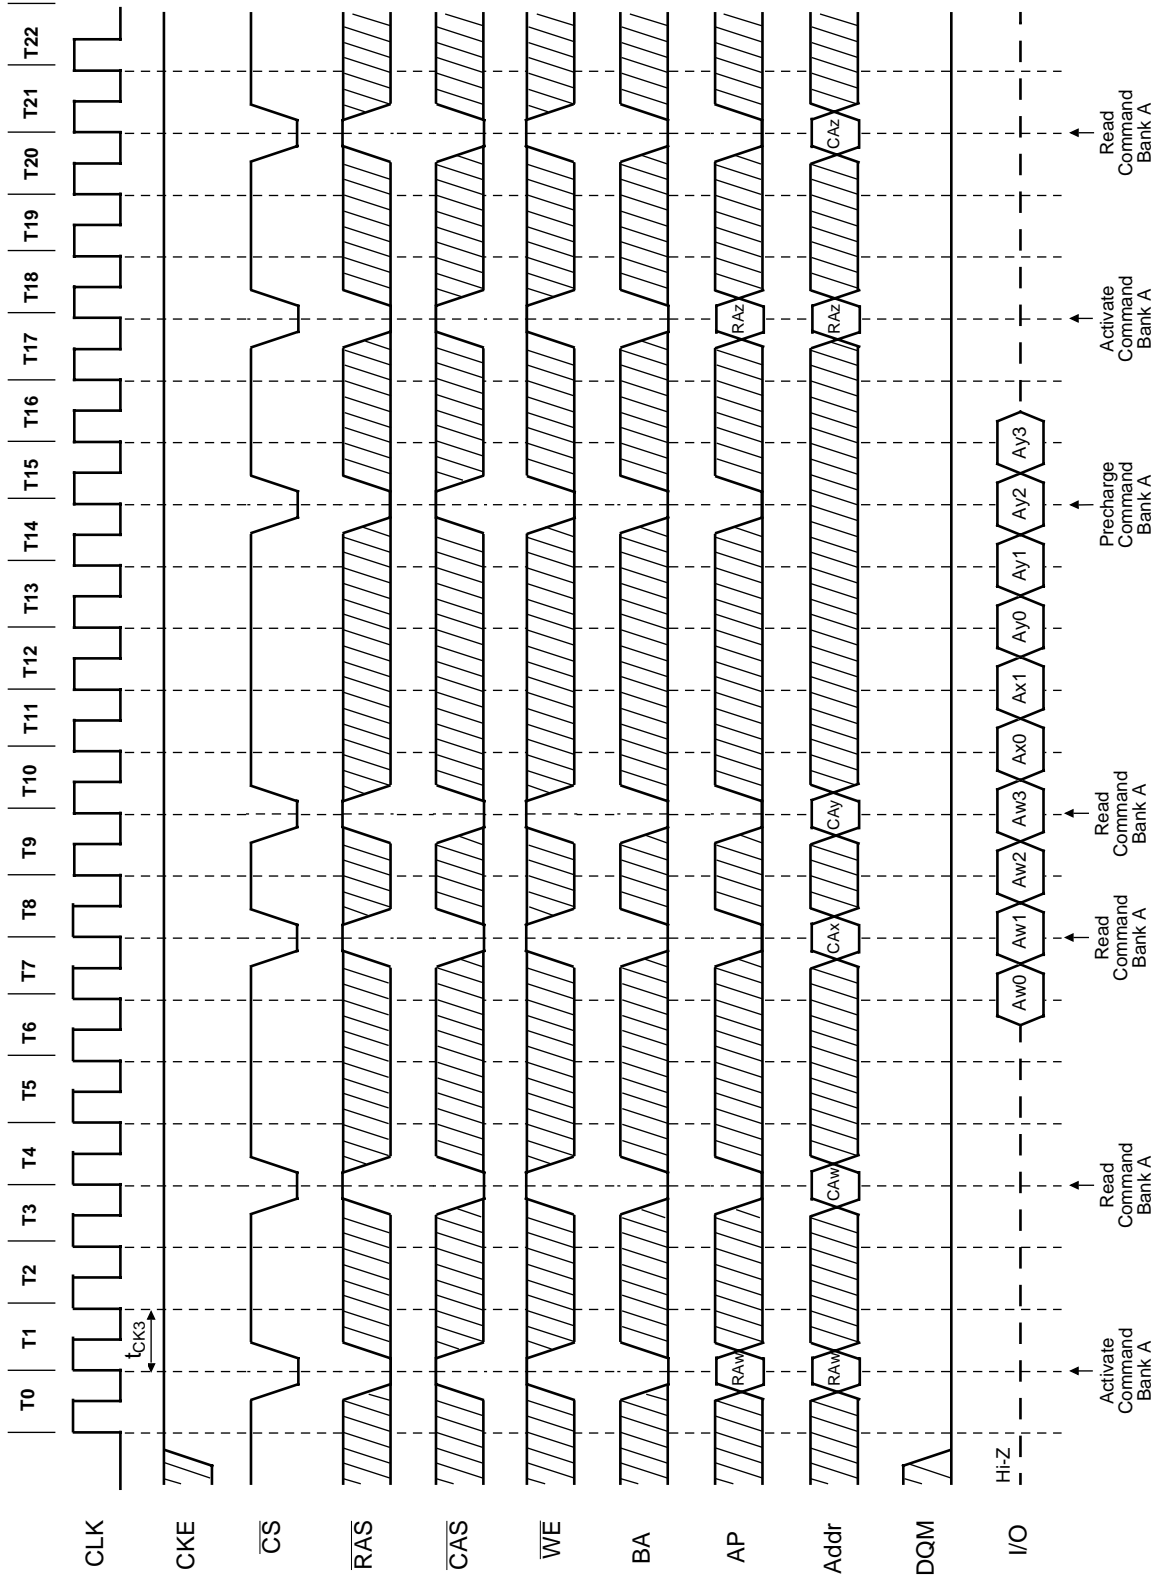 T0 T1 T2 T3 T4 T5 T6 T7 T8 T9 T10 T11 T12 T13 T14 T15 T16 T17 T18 T19 T20 T21 T22
CLK
tCK3
CKE
CS
RAS
CAS
WE
BA
AP RAw RAz
Addr RAw CAw CAx CAy RAz CAz
DQM
Hi-Z
I/O Aw0 Aw1 Aw2 Aw3 Ax0 Ax1 Ay0 Ay1 Ay2 Ay3
Activate
Command
Bank A
Read
Command
Bank A
Read
Command
Bank A
Read
Command
Bank A
Precharge
Command
Bank A
Activate
Command
Bank A
Read
Command
Bank A